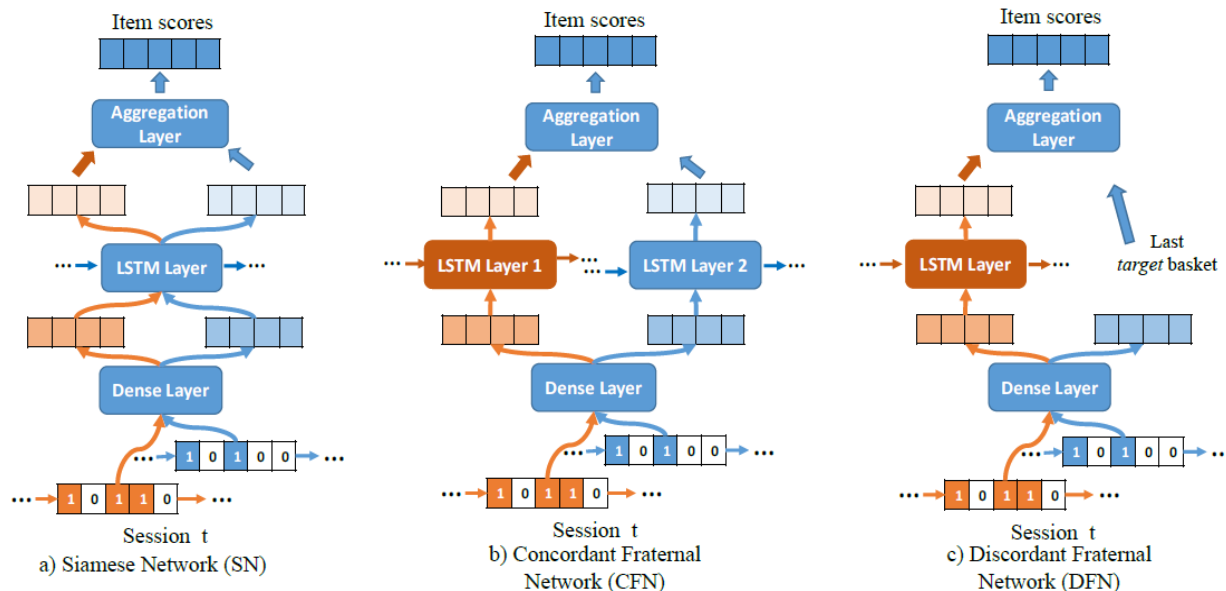 Item scores
Aggregation
Layer
... LSTM Layer ...
Dense Layer
... 1 0 1 0 0 ...
... 1 0 1 1 0 ...
Session t
a) Siamese Network (SN)
Item scores
Aggregation
Layer
... LSTM Layer 1 ...
... LSTM Layer 2 ...
Dense Layer
... 1 0 1 0 0 ...
... 1 0 1 1 0 ...
Session t
b) Concordant Fraternal
Network (CFN)
Item scores
Aggregation
Layer
Last
target basket
... LSTM Layer ...
Dense Layer
... 1 0 1 0 0 ..
... 1 0 1 1 0 ...
Session t
c) Discordant Fraternal
Network (DFN)